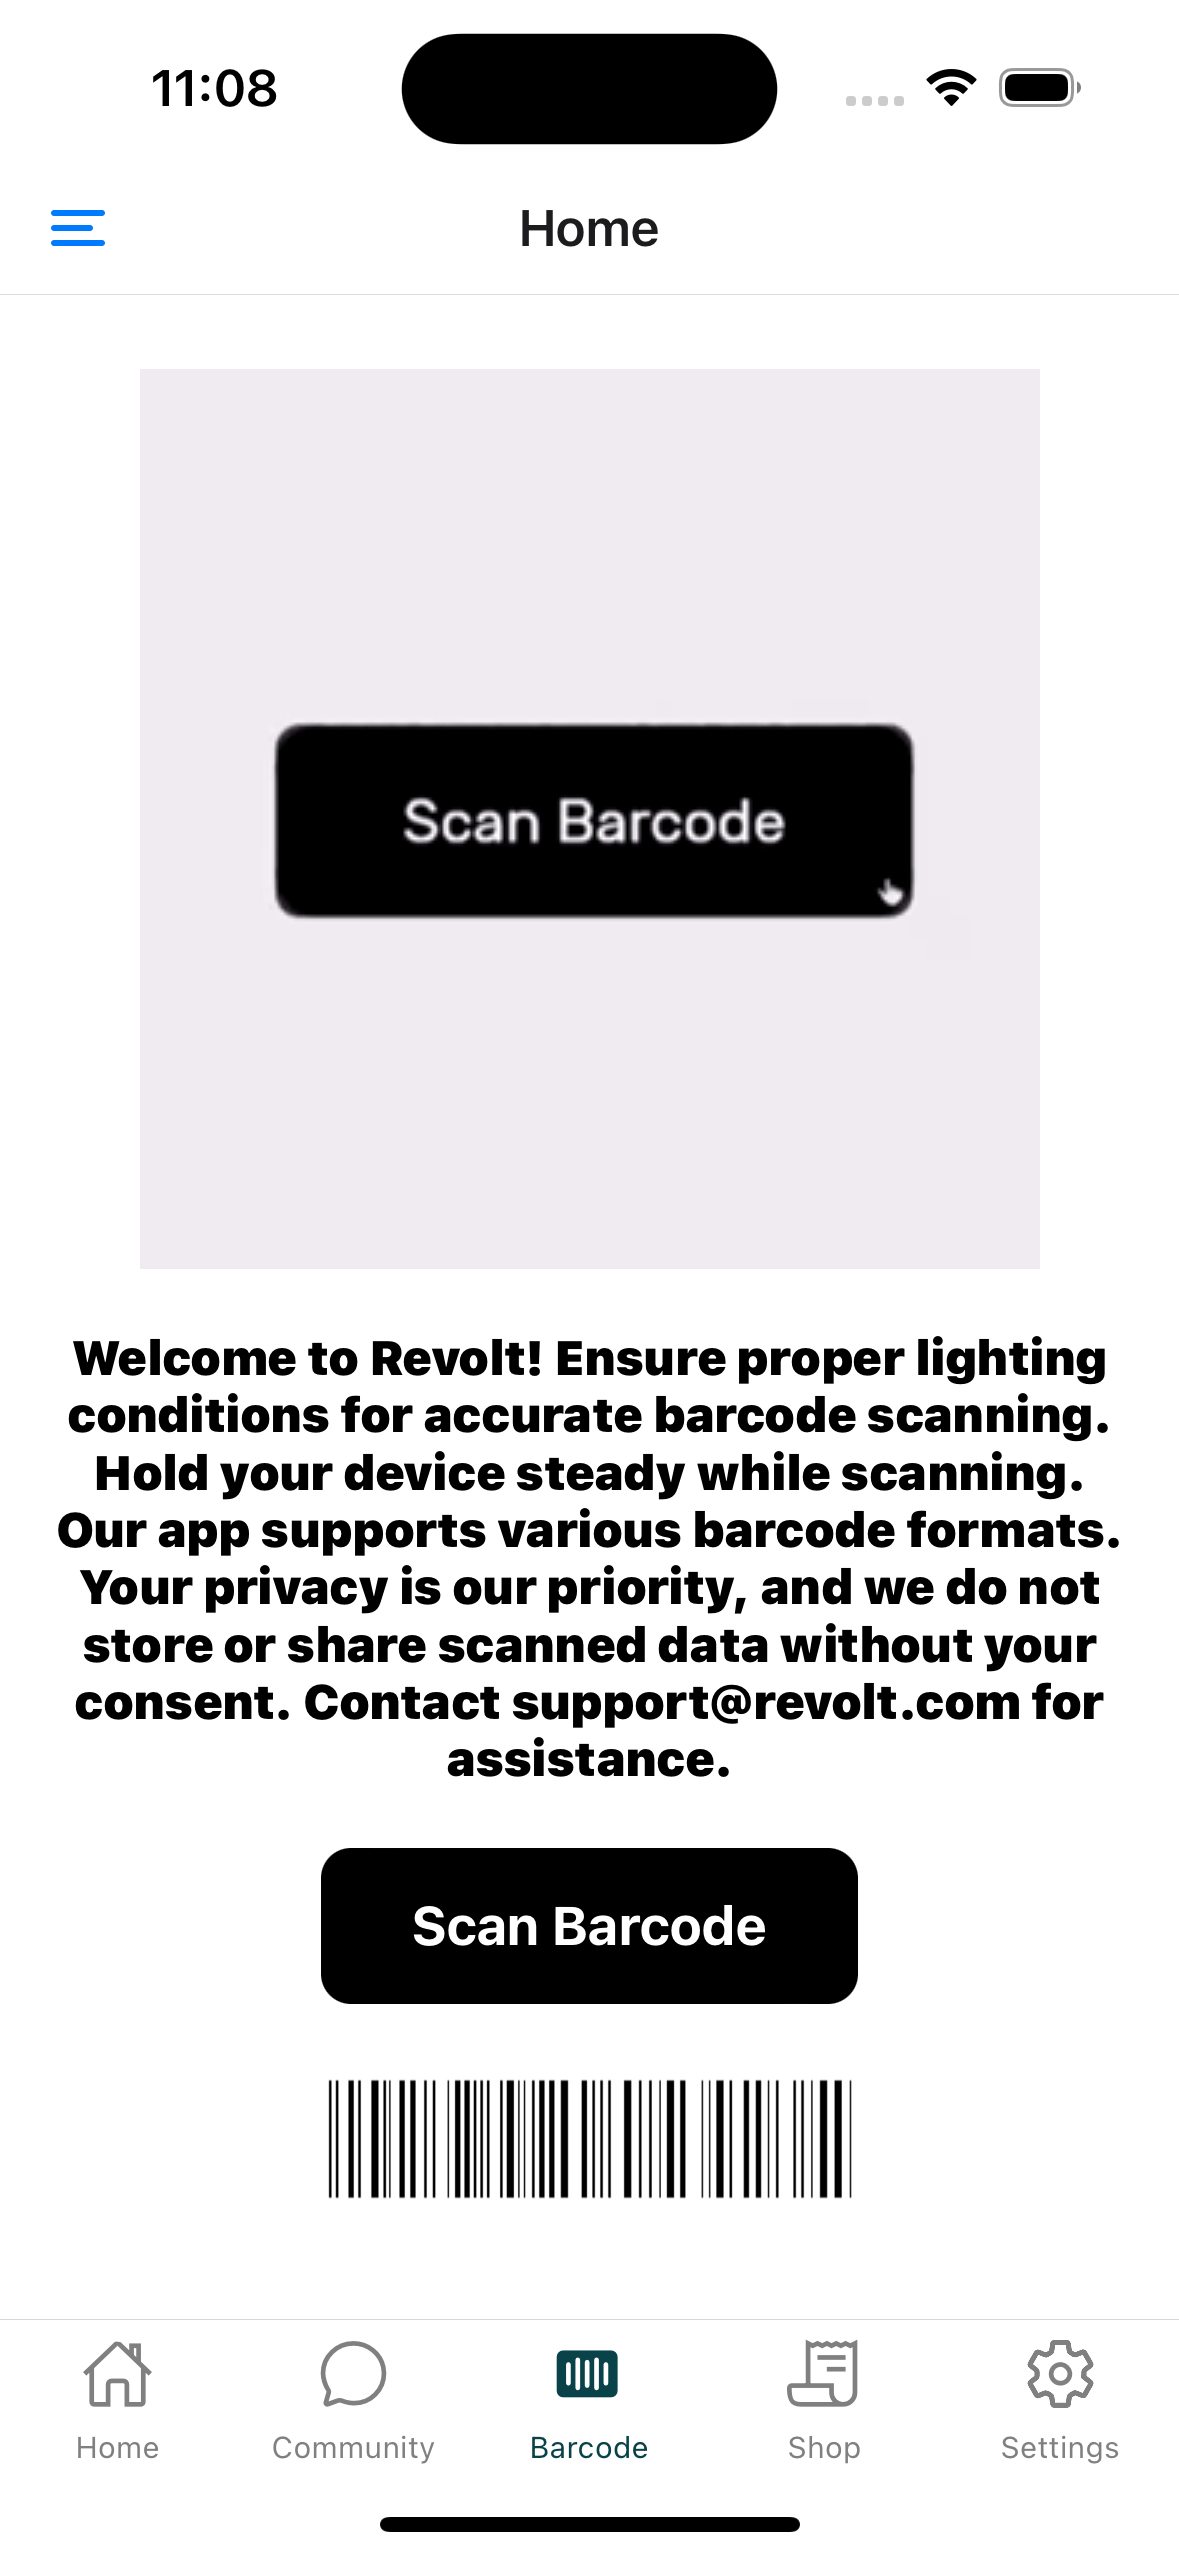 11:08
Home
Scan Barcode
Welcome to Revolt! Ensure proper lighting
conditions for accurate barcode scanning.
Hold your device steady while scanning.
Our app supports various barcode formats.
Your privacy is our priority, and we do not
store or share scanned data without your
consent. Contact support@revolt.com for
assistance.
Scan Barcode
Home
Community
Barcode
Shop
Settings